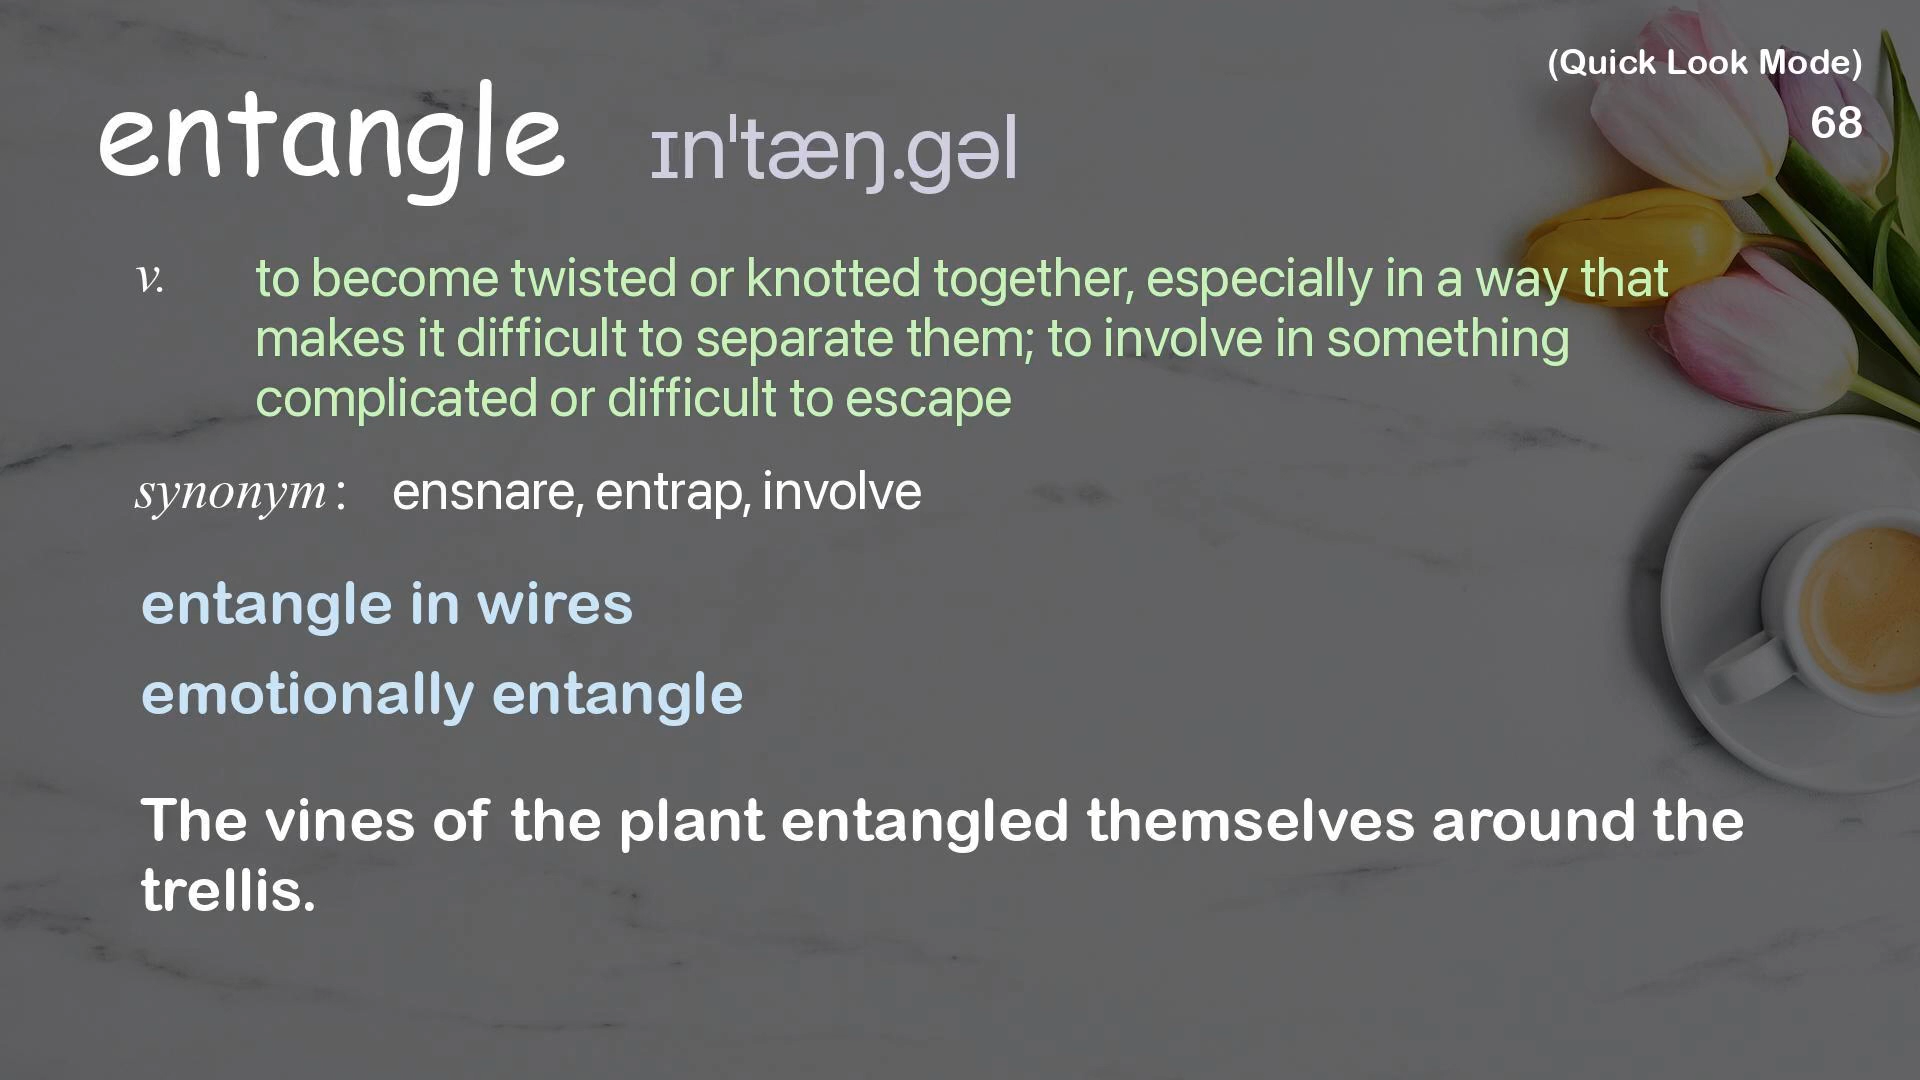 (Quick Look Mode)
68
entangle ɪnˈtæŋ.gəl
v. to become twisted or knotted together, especially in a way that
makes it difficult to separate them; to involve in something
complicated or difficult to escape
synonym: ensnare, entrap, involve
entangle in wires
emotionally entangle
The vines of the plant entangled themselves around the
trellis.